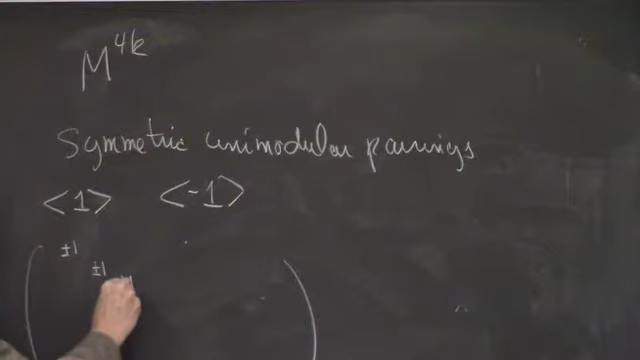 M^4k
Symmetric unimodular pairings
<1> <-1>
±1
±1